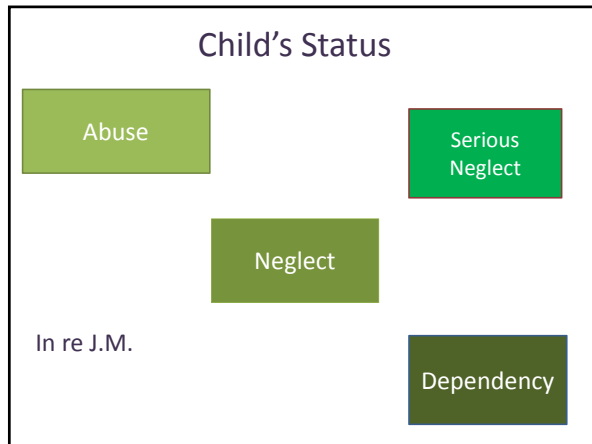 Child’s Status
Abuse
Serious
Neglect
Neglect
In re J.M.
Dependency